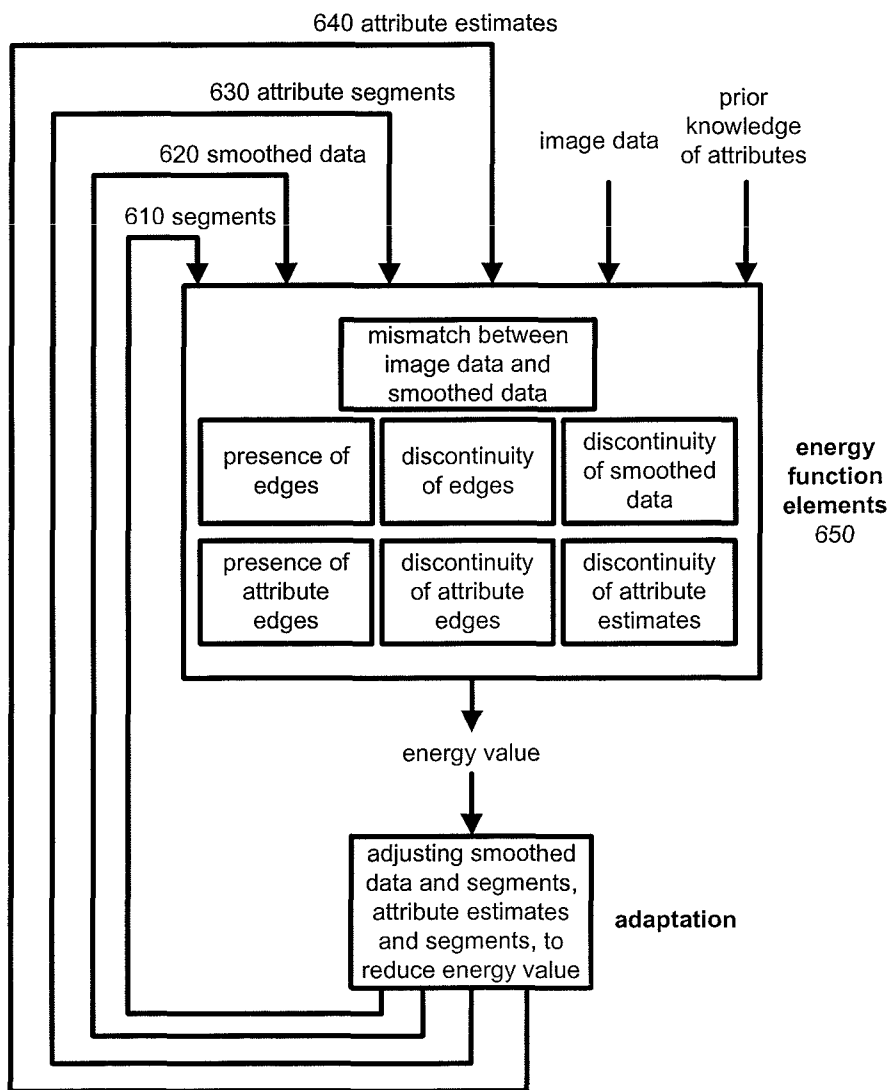 640 attribute estimates
630 attribute segments
620 smoothed data
610 segments
image data
prior
knowledge
of attributes
mismatch between
image data and
smoothed data
presence of
edges
discontinuity
of edges
discontinuity
of smoothed
data
presence of
attribute
edges
discontinuity
of attribute
edges
discontinuity
of attribute
estimates
energy
function
elements
650
energy value
adjusting smoothed
data and segments,
attribute estimates
and segments, to
reduce energy value
adaptation